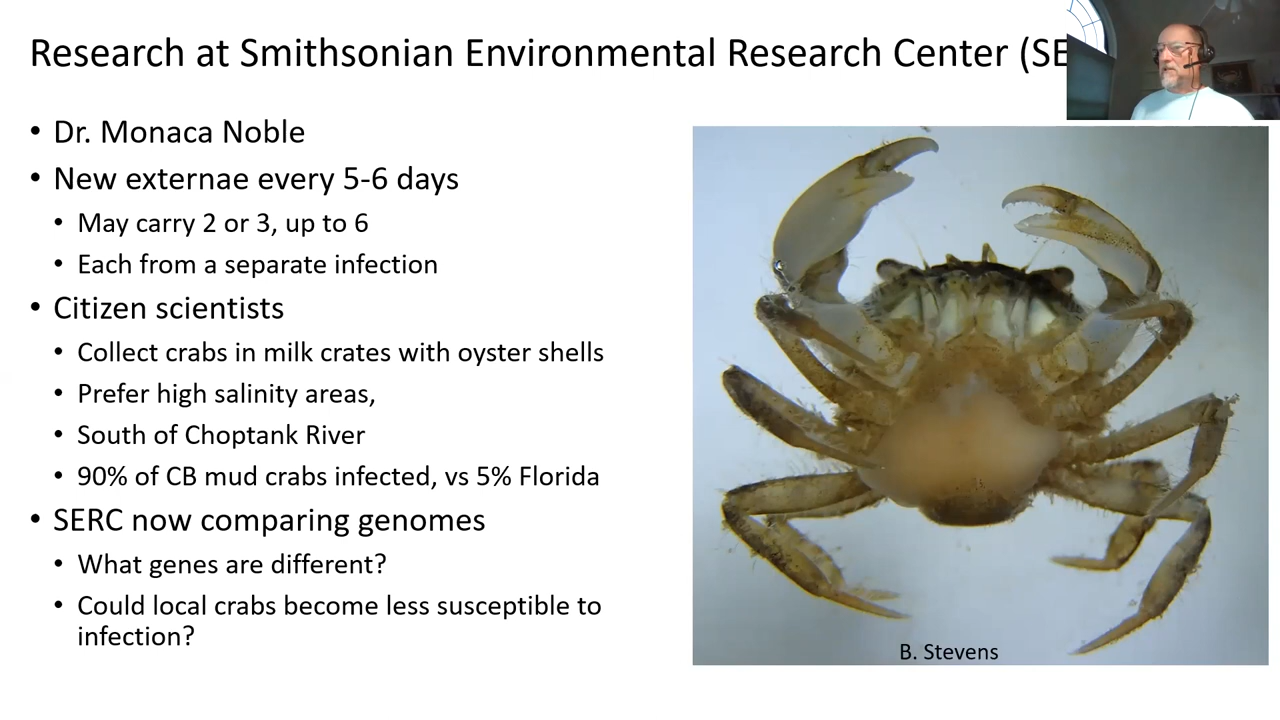 Research at Smithsonian Environmental Research Center (SE
• Dr. Monaca Noble
• New externae every 5-6 days
• May carry 2 or 3, up to 6
• Each from a separate infection
• Citizen scientists
• Collect crabs in milk crates with oyster shells
• Prefer high salinity areas,
• South of Choptank River
• 90% of CB mud crabs infected, vs 5% Florida
• SERC now comparing genomes
• What genes are different?
• Could local crabs become less susceptible to
infection?
B. Stevens